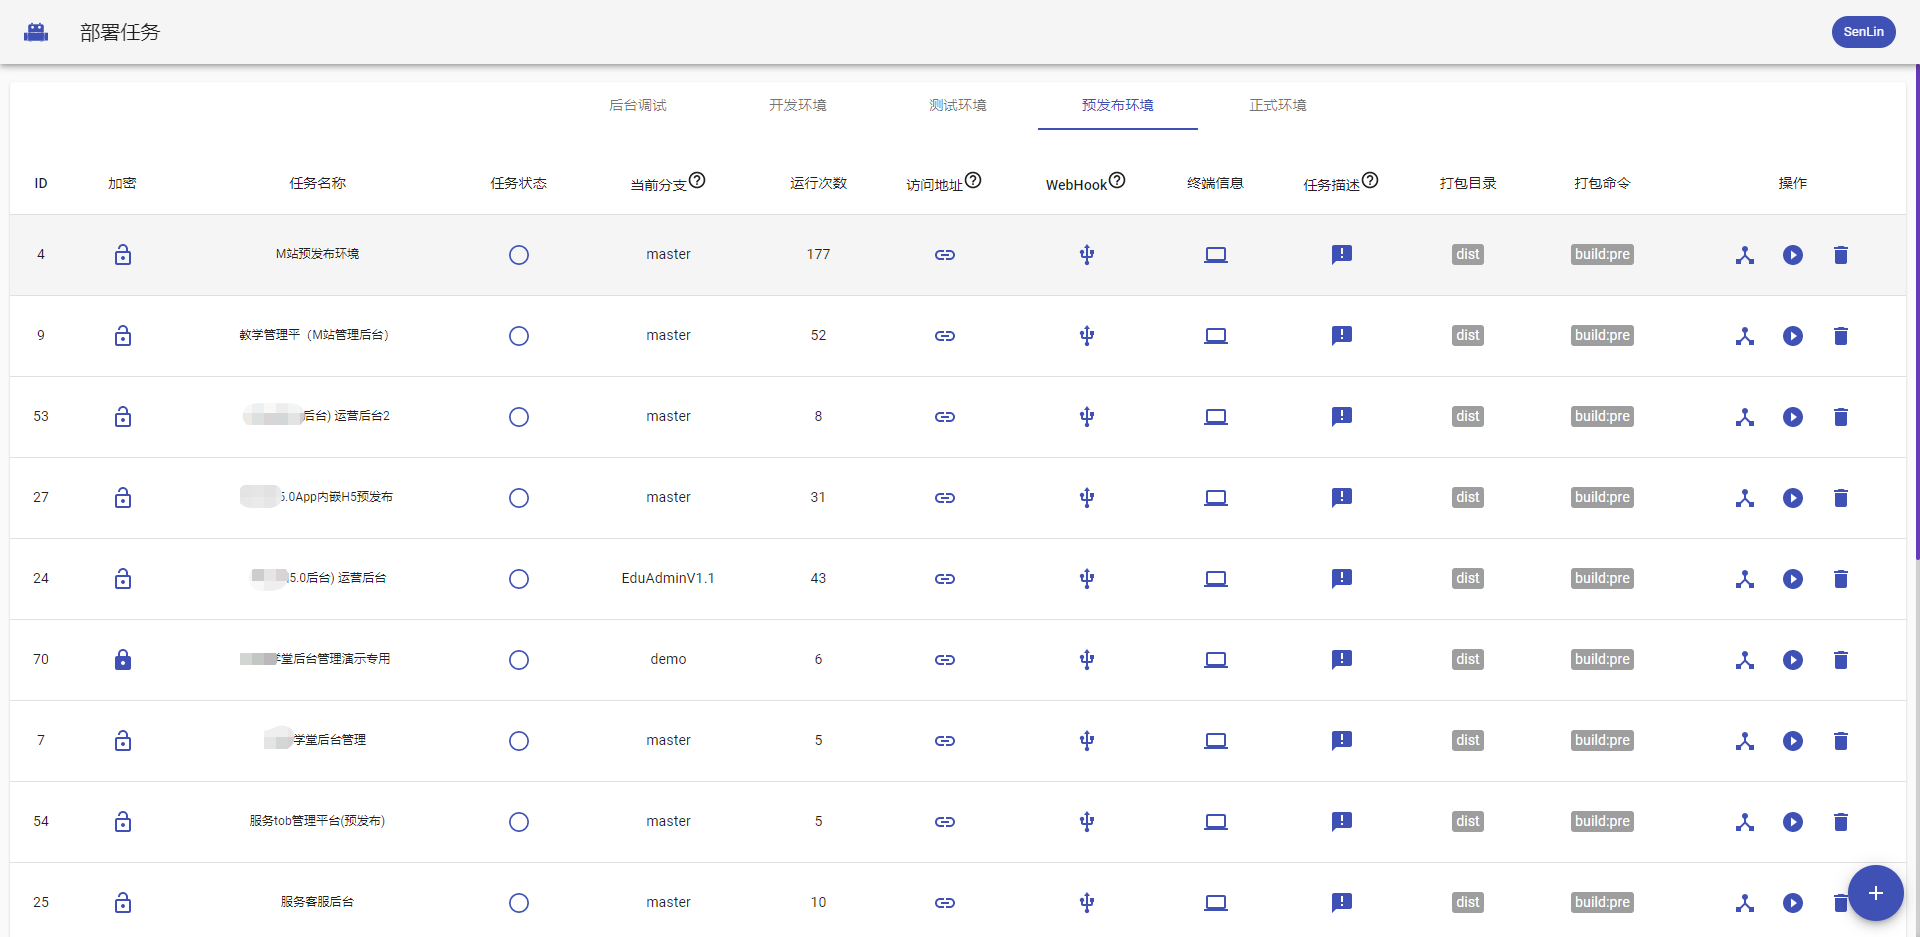 部署任务
SenLin
后台调试 开发环境 测试环境 预发布环境 正式环境
ID 加密 任务名称 任务状态 当前分支 运行次数 访问地址 WebHook 终端信息 任务描述 打包目录 打包命令 操作
4 M站预发布环境 master 177 dist build:pre
9 教学管理平（M站管理后台） master 52 dist build:pre
53 后台) 运营后台2 master 8 dist build:pre
27 5.0App内嵌H5预发布 master 31 dist build:pre
24 5.0后台) 运营后台 EduAdminV1.1 43 dist build:pre
70 学堂后台管理演示专用 demo 6 dist build:pre
7 学堂后台管理 master 5 dist build:pre
54 服务tob管理平台(预发布) master 5 dist build:pre
25 服务客服后台 master 10 dist build:pre